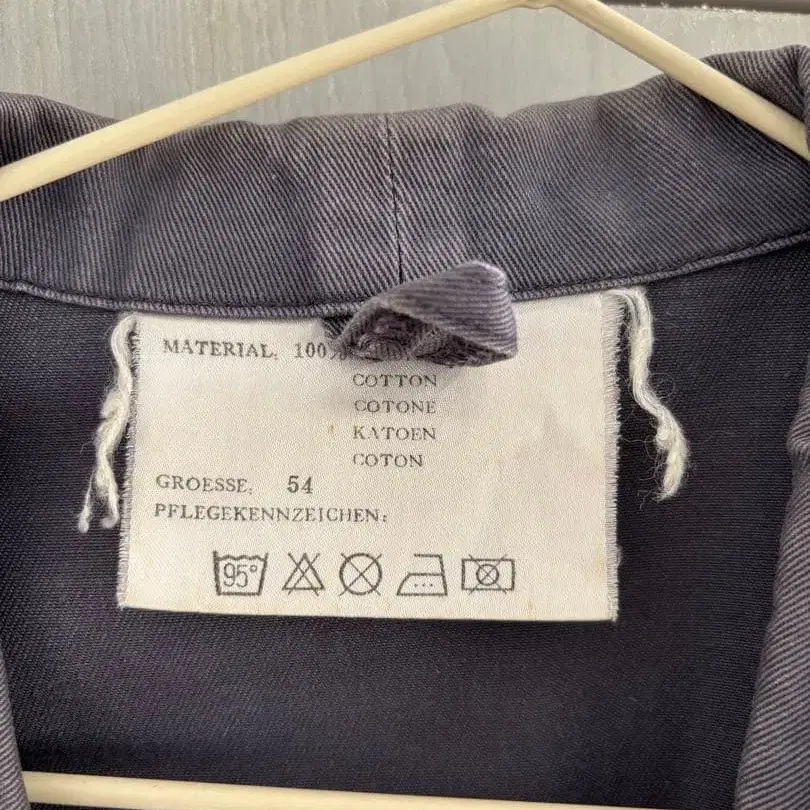 MATERIAL: 100%
COTTON
COTONE
KATOEN
COTON
GROESSE: 54
PFLEGEKENNZEICHEN:
95°